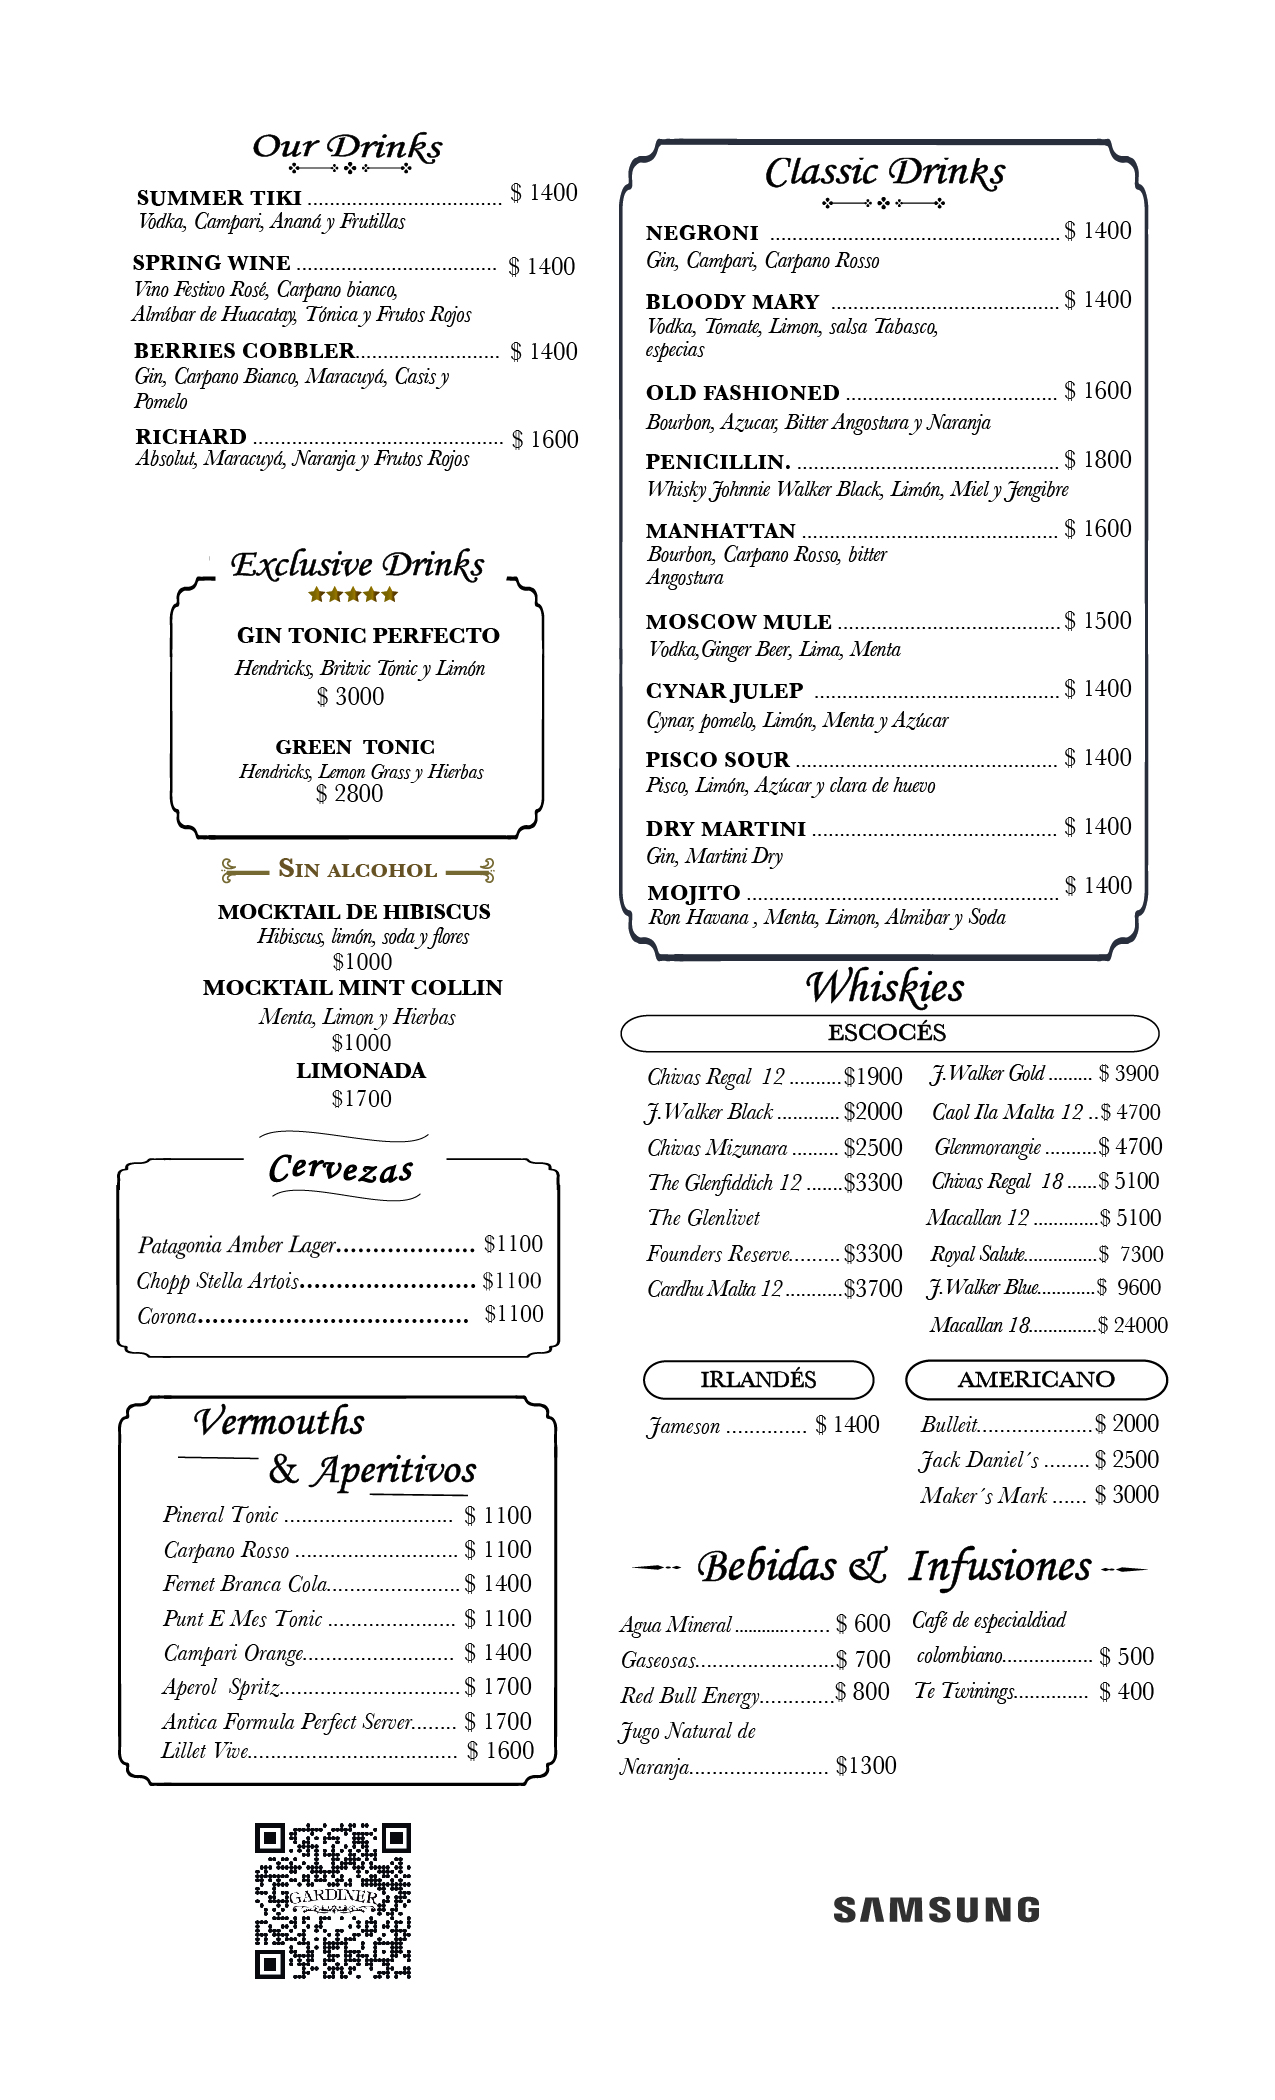 Our Drinks
SUMMER TIKI ................................... $ 1400
Vodka, Campari, Ananá y Frutillas
SPRING WINE .................................... $ 1400
Vino Festivo Rosé, Carpano bianco,
Almíbar de Huacatay, Tónica y Frutos Rojos
BERRIES COBBLER.......................... $ 1400
Gin, Carpano Bianco, Maracuyá, Casis y
Pomelo
RICHARD ............................................. $ 1600
Absolut, Maracuyá, Naranja y Frutos Rojos
Exclusive Drinks
GIN TONIC PERFECTO
Hendricks, Britvic Tonic y Limón
$ 3000
GREEN TONIC
Hendricks, Lemon Grass y Hierbas
$ 2800
SIN ALCOHOL
MOCKTAIL DE HIBISCUS
Hibiscus, limón, soda y flores
$1000
MOCKTAIL MINT COLLIN
Menta, Limon y Hierbas
$1000
LIMONADA
$1700
Cervezas
Patagonia Amber Lager................... $1100
Chopp Stella Artois........................ $1100
Corona..................................... $1100
Vermouths
& Aperitivos
Pineral Tonic ............................. $ 1100
Carpano Rosso ............................ $ 1100
Fernet Branca Cola....................... $ 1400
Punt E Mes Tonic ...................... $ 1100
Campari Orange.......................... $ 1400
Aperol Spritz............................... $ 1700
Antica Formula Perfect Server........ $ 1700
Lillet Vive.................................... $ 1600
GARDINER
Classic Drinks
NEGRONI .................................................... $ 1400
Gin, Campari, Carpano Rosso
BLOODY MARY ......................................... $ 1400
Vodka, Tomate, Limon, salsa Tabasco,
especias
OLD FASHIONED ...................................... $ 1600
Bourbon, Azucar, Bitter Angostura y Naranja
PENICILLIN. ............................................... $ 1800
Whisky Johnnie Walker Black, Limón, Miel y Jengibre
MANHATTAN .............................................. $ 1600
Bourbon, Carpano Rosso, bitter
Angostura
MOSCOW MULE ........................................ $ 1500
Vodka,Ginger Beer, Lima, Menta
CYNAR JULEP ............................................ $ 1400
Cynar, pomelo, Limón, Menta y Azúcar
PISCO SOUR ............................................... $ 1400
Pisco, Limón, Azúcar y clara de huevo
DRY MARTINI ............................................ $ 1400
Gin, Martini Dry
MOJITO ........................................................ $ 1400
Ron Havana , Menta, Limon, Almibar y Soda
Whiskies
ESCOCÉS
Chivas Regal 12 ..........$1900
J.Walker Black ............$2000
Chivas Mizunara .........$2500
The Glenfiddich 12 .......$3300
The Glenlivet
Founders Reserve.........$3300
Cardhu Malta 12 ...........$3700
J.Walker Gold ......... $ 3900
Caol Ila Malta 12 ..$ 4700
Glenmorangie ..........$ 4700
Chivas Regal 18 ......$ 5100
Macallan 12 .............$ 5100
Royal Salute...............$ 7300
J.Walker Blue............$ 9600
Macallan 18..............$ 24000
IRLANDÉS
Jameson .............. $ 1400
AMERICANO
Bulleit....................$ 2000
Jack Daniel´s ........ $ 2500
Maker´s Mark ...... $ 3000
Bebidas & Infusiones
Agua Mineral ................... $ 600
Gaseosas........................$ 700
Red Bull Energy.............$ 800
Jugo Natural de
Naranja........................ $1300
Café de especialdiad
colombiano................. $ 500
Te Twinings.............. $ 400
SAMSUNG